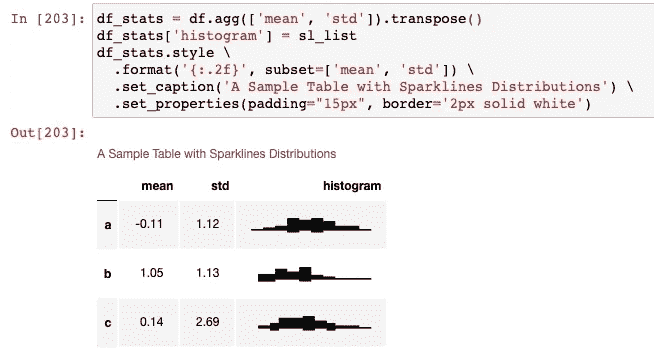 In [203]: df_stats = df.agg(['mean', 'std']).transpose()
df_stats['histogram'] = sl_list
df_stats.style \
  .format('{:.2f}', subset=['mean', 'std']) \
  .set_caption('A Sample Table with Sparklines Distributions') \
  .set_properties(padding="15px", border='2px solid white')
Out[203]:
A Sample Table with Sparklines Distributions
mean std histogram
a -0.11 1.12
b 1.05 1.13
c 0.14 2.69